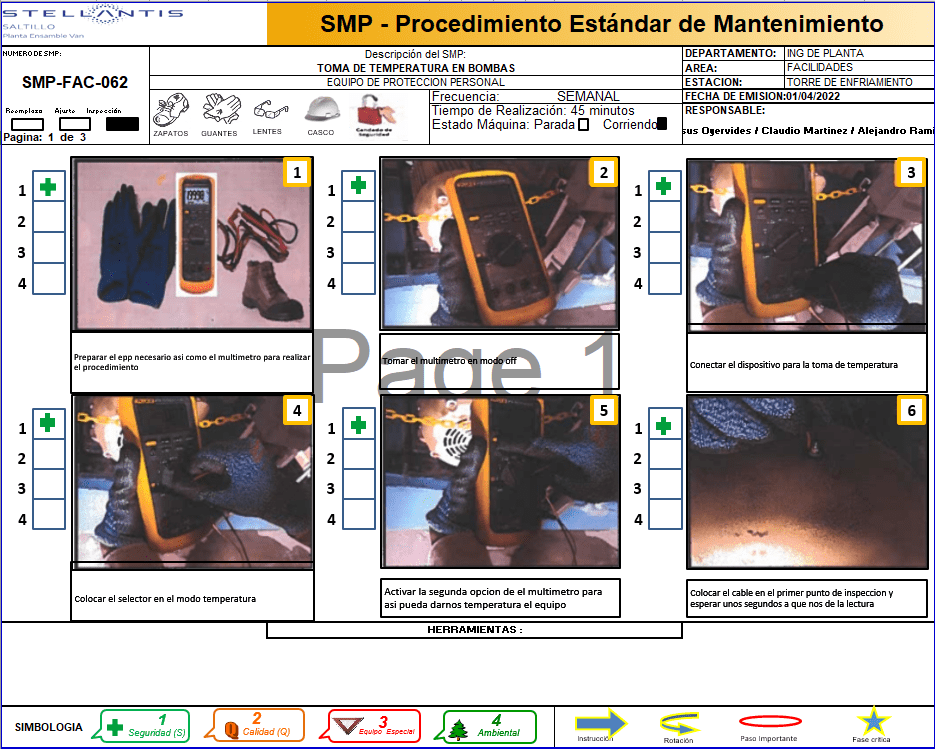 STELLANTIS
SALTILLO
Planta Ensamble Van
SMP - Procedimiento Estándar de Mantenimiento
NUMERO DE SMP:
SMP-FAC-062
Reemplaza Ajuste Inspección
Pagina: 1 de 3
Descripción del SMP:
TOMA DE TEMPERATURA EN BOMBAS
EQUIPO DE PROTECCION PERSONAL
ZAPATOS
GUANTES
LENTES
CASCO
Candado de
Seguridad
Frecuencia: SEMANAL
Tiempo de Realización: 45 minutos
Estado Máquina: Parada Corriendo
DEPARTAMENTO: ING DE PLANTA
AREA: FACILIDADES
ESTACION: TORRE DE ENFRIAMIENTO
FECHA DE EMISION:01/04/2022
RESPONSABLE:
sus Ogervides / Claudio Martinez / Alejandro Rami
1
2
3
4
1
Preparar el epp necesario asi como el multimetro para realizar
el procedimiento
1
2
3
4
2
Tomar el multimetro en modo off
1
2
3
4
3
Conectar el dispositivo para la toma de temperatura
Page 1
1
2
3
4
4
Colocar el selector en el modo temperatura
1
2
3
4
5
Activar la segunda opcion de el multimetro para
asi pueda darnos temperatura el equipo
1
2
3
4
6
Colocar el cable en el primer punto de inspeccion y
esperar unos segundos a que nos de la lectura
HERRAMIENTAS :
SIMBOLOGIA
1
Seguridad (S)
Q
2
Calidad (Q)
3
Equipo Especial
4
Ambiental
Instrucción
Rotación
Paso Importante
Fase critica